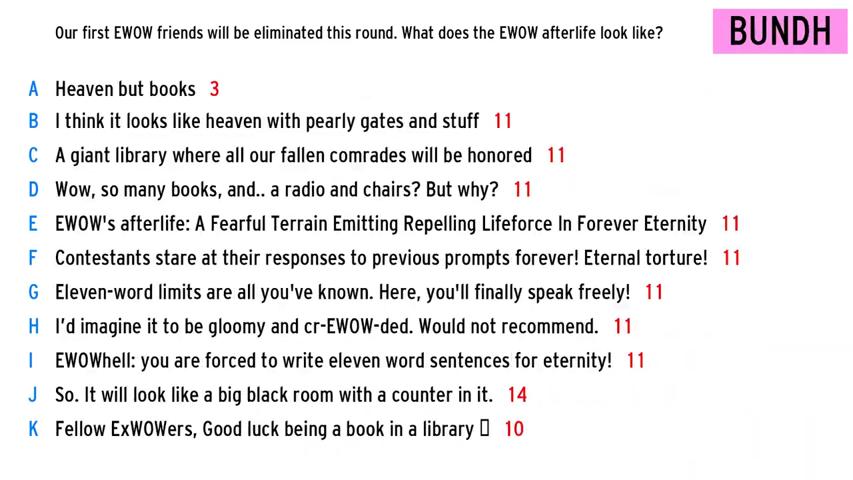 Our first EWOW friends will be eliminated this round. What does the EWOW afterlife look like?
BUNDH
A Heaven but books 3
B I think it looks like heaven with pearly gates and stuff 11
C A giant library where all our fallen comrades will be honored 11
D Wow, so many books, and.. a radio and chairs? But why? 11
E EWOW's afterlife: A Fearful Terrain Emitting Repelling Lifeforce In Forever Eternity 11
F Contestants stare at their responses to previous prompts forever! Eternal torture! 11
G Eleven-word limits are all you've known. Here, you'll finally speak freely! 11
H I’d imagine it to be gloomy and cr-EWOW-ded. Would not recommend. 11
I EWOWhell: you are forced to write eleven word sentences for eternity! 11
J So. It will look like a big black room with a counter in it. 14
K Fellow ExWOWers, Good luck being a book in a library 10